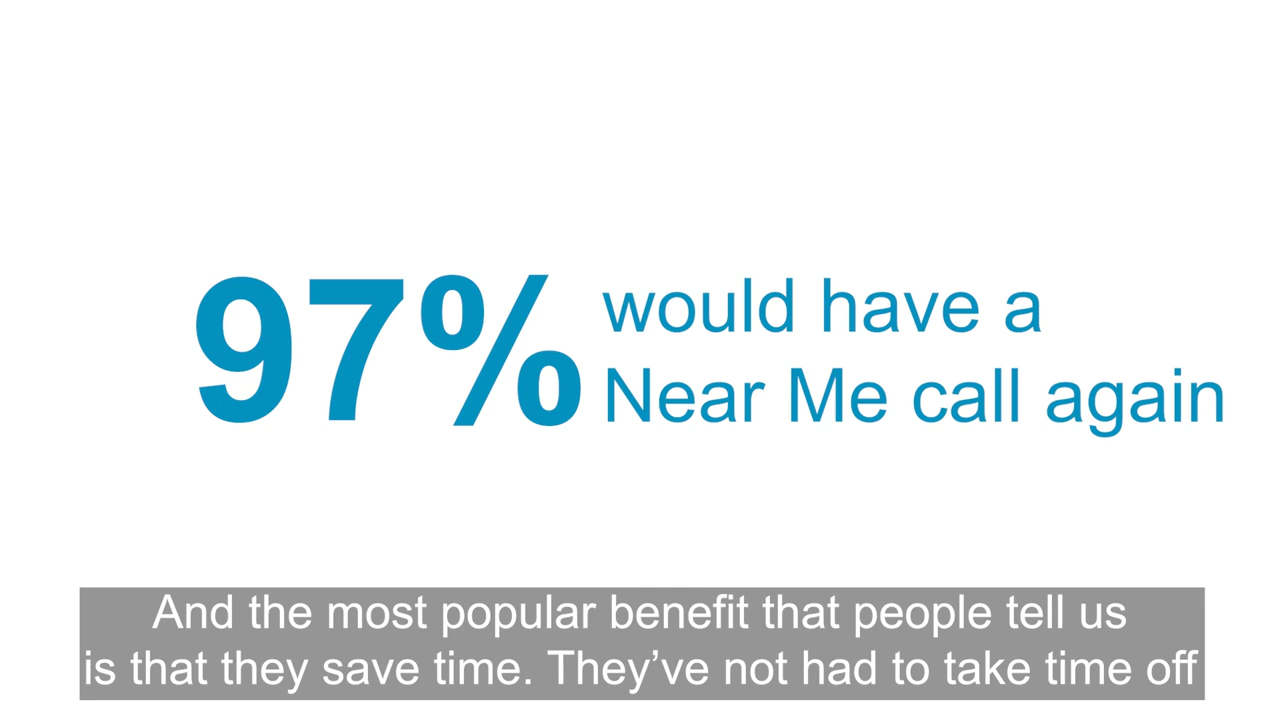 97%
would have a
Near Me call again
And the most popular benefit that people tell us
is that they save time. They’ve not had to take time off